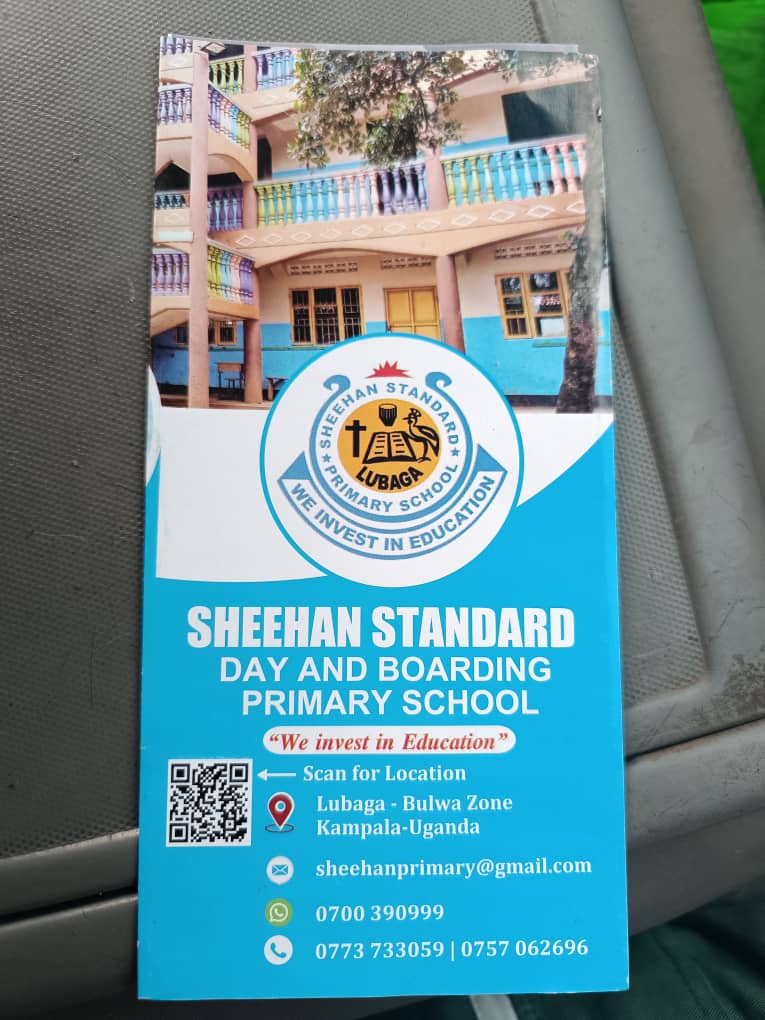 SHEEHAN STANDARD
PRIMARY SCHOOL
LUBAGA
WE INVEST IN EDUCATION
SHEEHAN STANDARD
DAY AND BOARDING
PRIMARY SCHOOL
“We invest in Education”
Scan for Location
Lubaga - Bulwa Zone
Kampala-Uganda
sheehanprimary@gmail.com
0700 390999
0773 733059 | 0757 062696